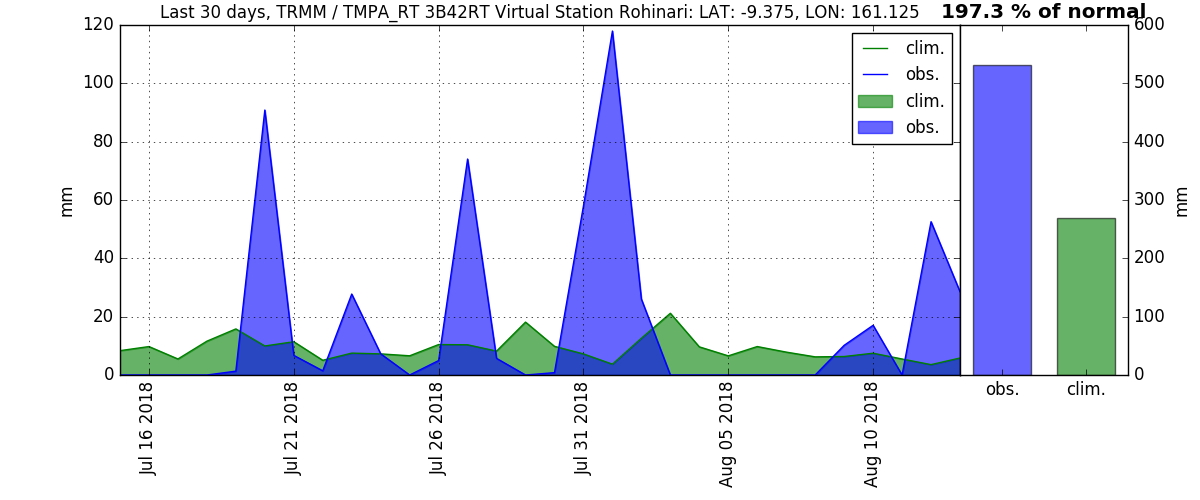 Last 30 days, TRMM / TMPA_RT 3B42RT Virtual Station Rohinari: LAT: -9.375, LON: 161.125
197.3 % of normal
120
100
80
60
40
20
0
mm
clim.
obs.
clim.
obs.
600
500
400
300
200
100
0
mm
obs.
clim.
Jul 16 2018
Jul 21 2018
Jul 26 2018
Jul 31 2018
Aug 05 2018
Aug 10 2018